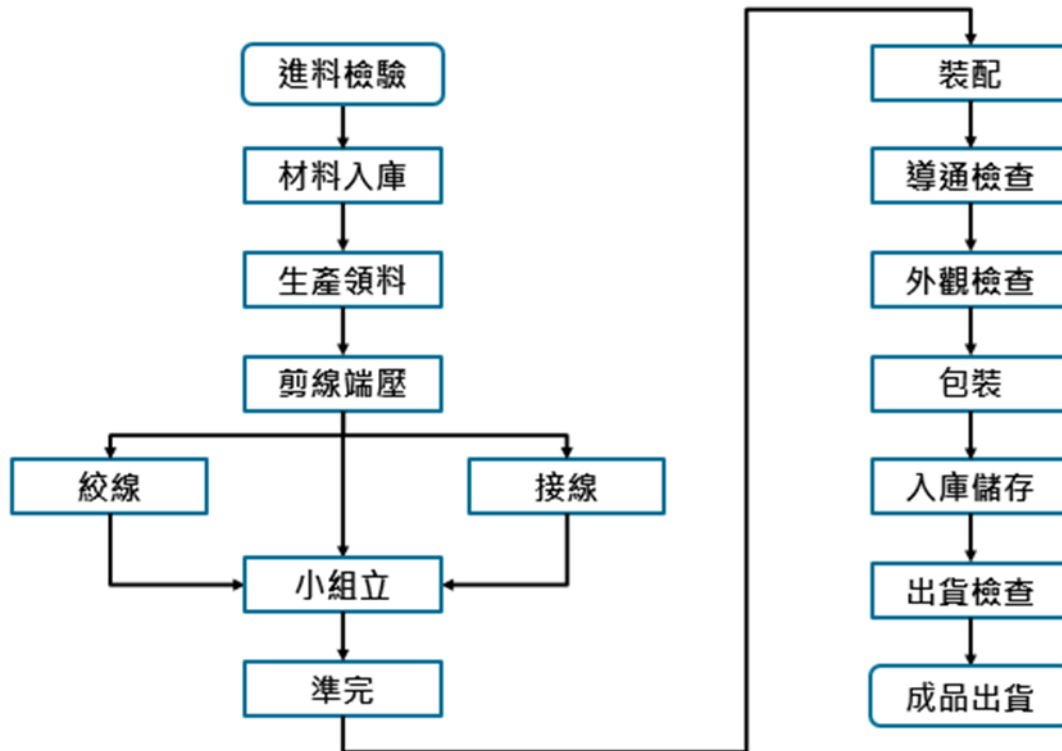 進料檢驗
材料入庫
生產領料
剪線端壓
絞線
接線
小組立
準完
裝配
導通檢查
外觀檢查
包裝
入庫儲存
出貨檢查
成品出貨